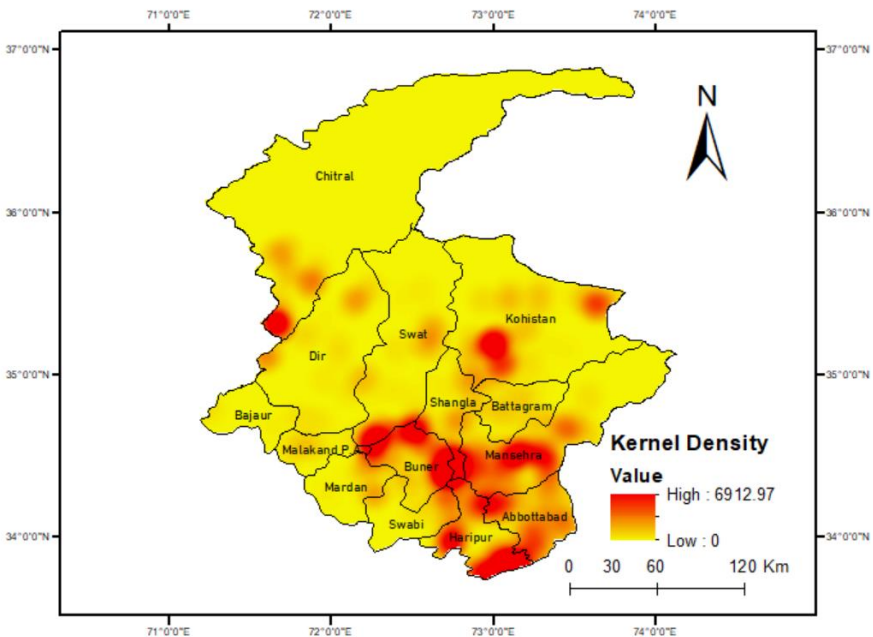 71°0'0"E 72°0'0"E 73°0'0"E 74°0'0"E
37°0'0"N 37°0'0"N
N
Chitral
36°0'0"N 36°0'0"N
Kohistan
Swat
Dir
35°0'0"N 35°0'0"N
Shangla
Battagram
Bajaur
Malakand P.A
Mansehra
Buner
Mardan
Swabi
Abbottabad
Haripur
34°0'0"N 34°0'0"N
Kernel Density
Value
High : 6912.97
Low : 0
0 30 60 120 Km
71°0'0"E 72°0'0"E 73°0'0"E 74°0'0"E